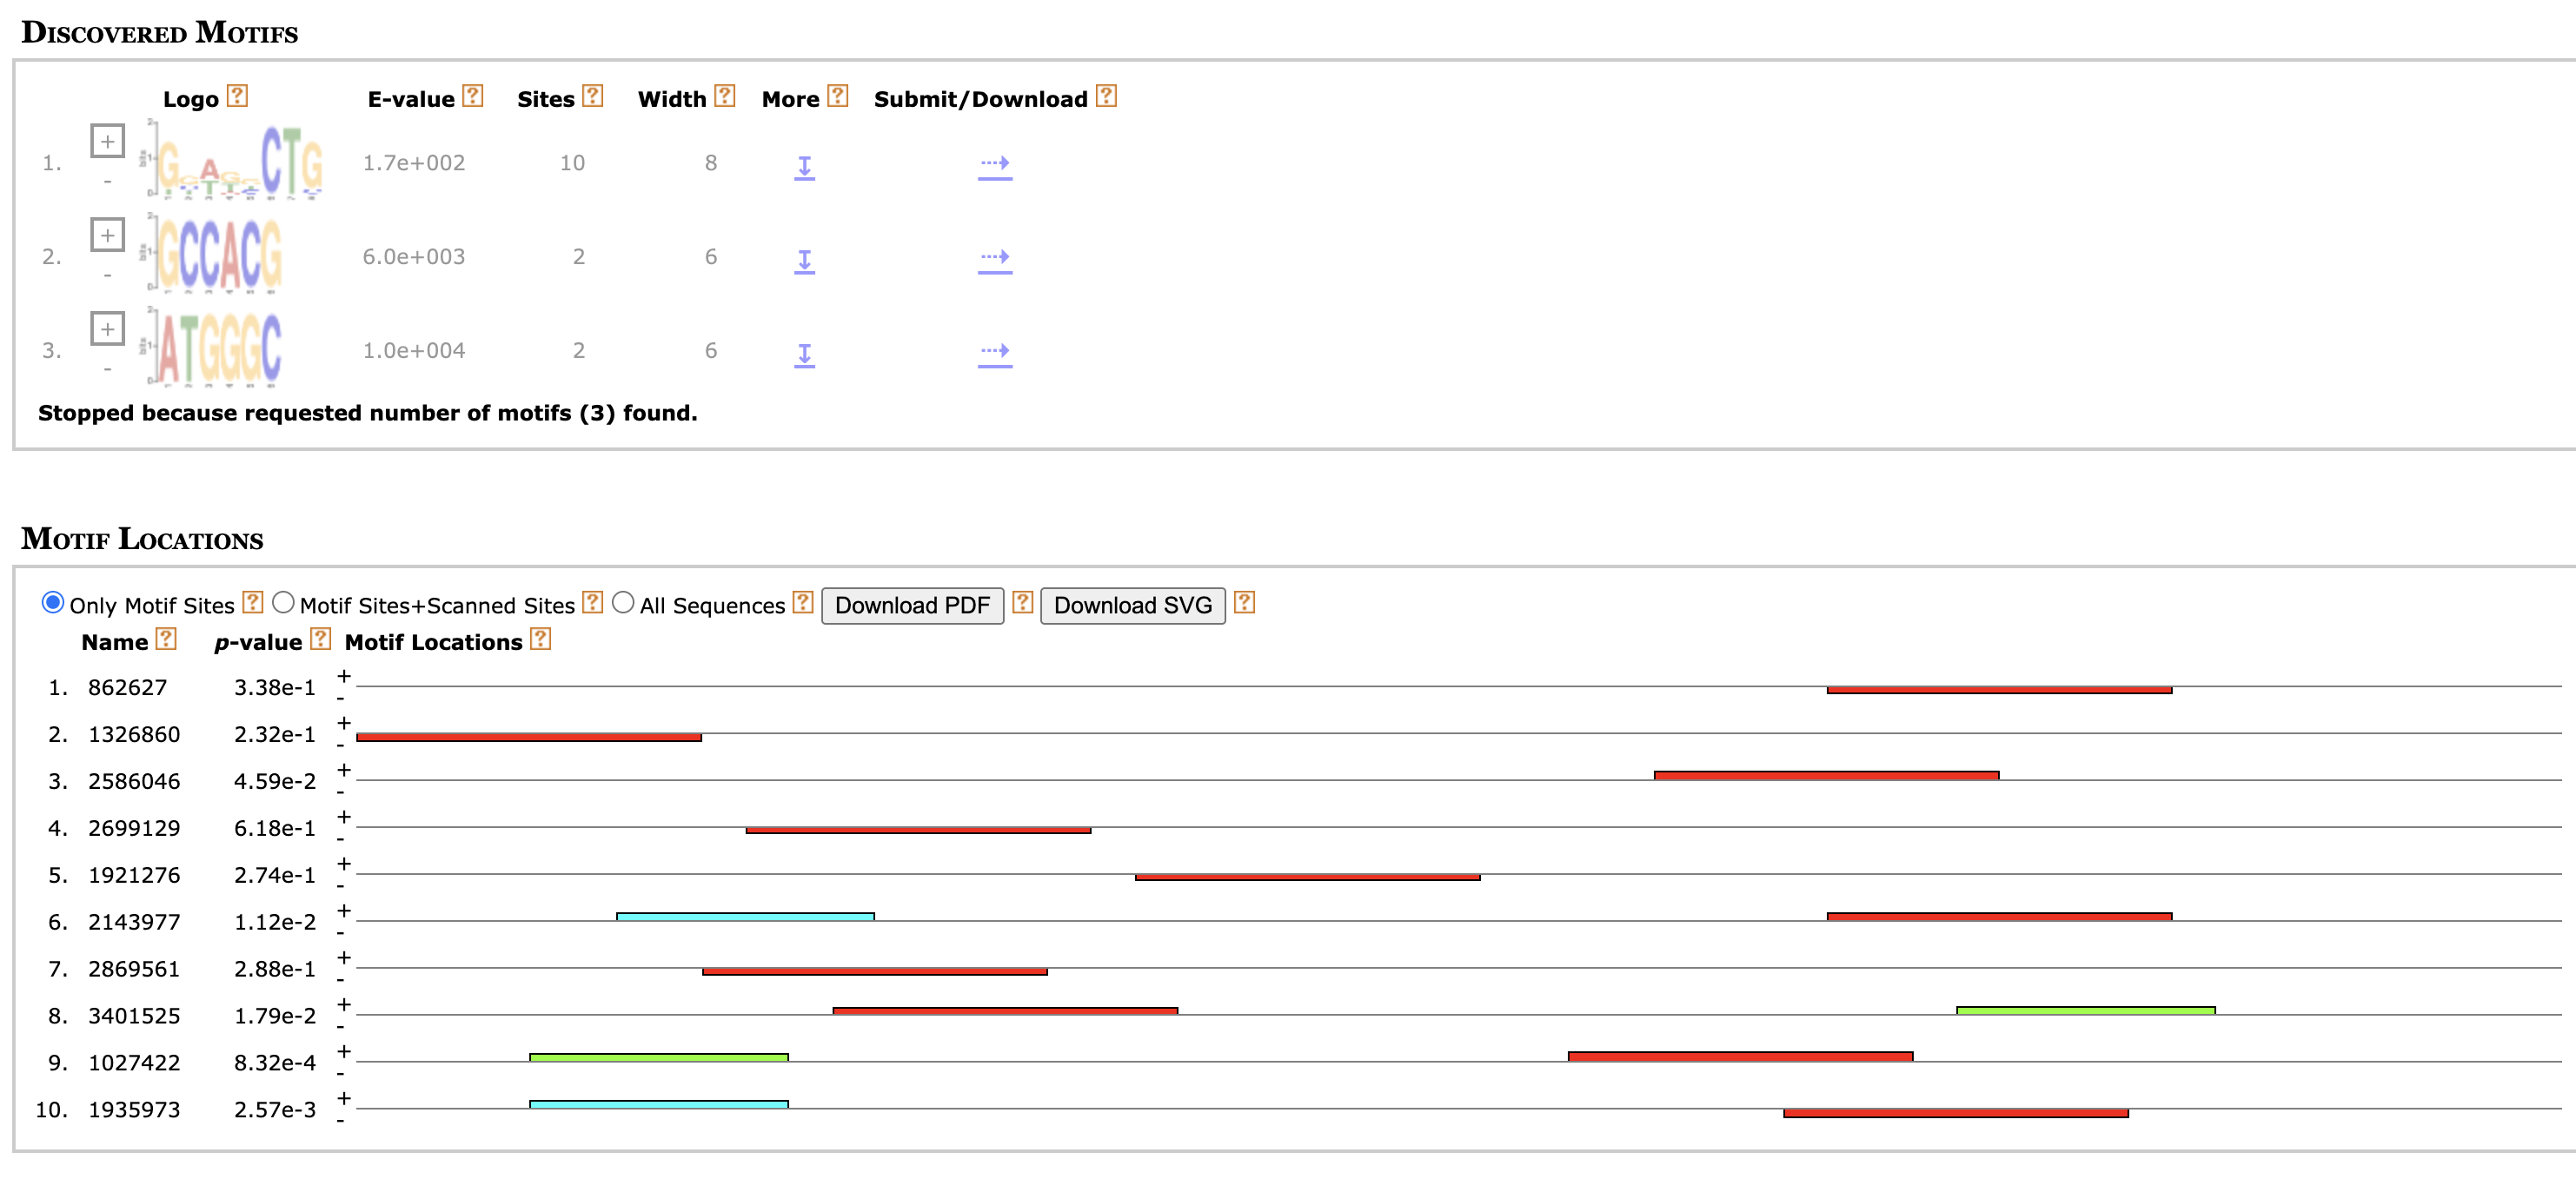 DISCOVERED MOTIFS
Logo ? E-value ? Sites ? Width ? More ? Submit/Download ?
1. + - 1.7e+002 10 8
2. + - GCCACG 6.0e+003 2 6
3. + - ATGGGC 1.0e+004 2 6
Stopped because requested number of motifs (3) found.
MOTIF LOCATIONS
Only Motif Sites ? Motif Sites+Scanned Sites ? All Sequences ? Download PDF ? Download SVG ?
Name ? p-value ? Motif Locations ?
1. 862627 3.38e-1 + -
2. 1326860 2.32e-1 + -
3. 2586046 4.59e-2 + -
4. 2699129 6.18e-1 + -
5. 1921276 2.74e-1 + -
6. 2143977 1.12e-2 + -
7. 2869561 2.88e-1 + -
8. 3401525 1.79e-2 + -
9. 1027422 8.32e-4 + -
10. 1935973 2.57e-3 + -